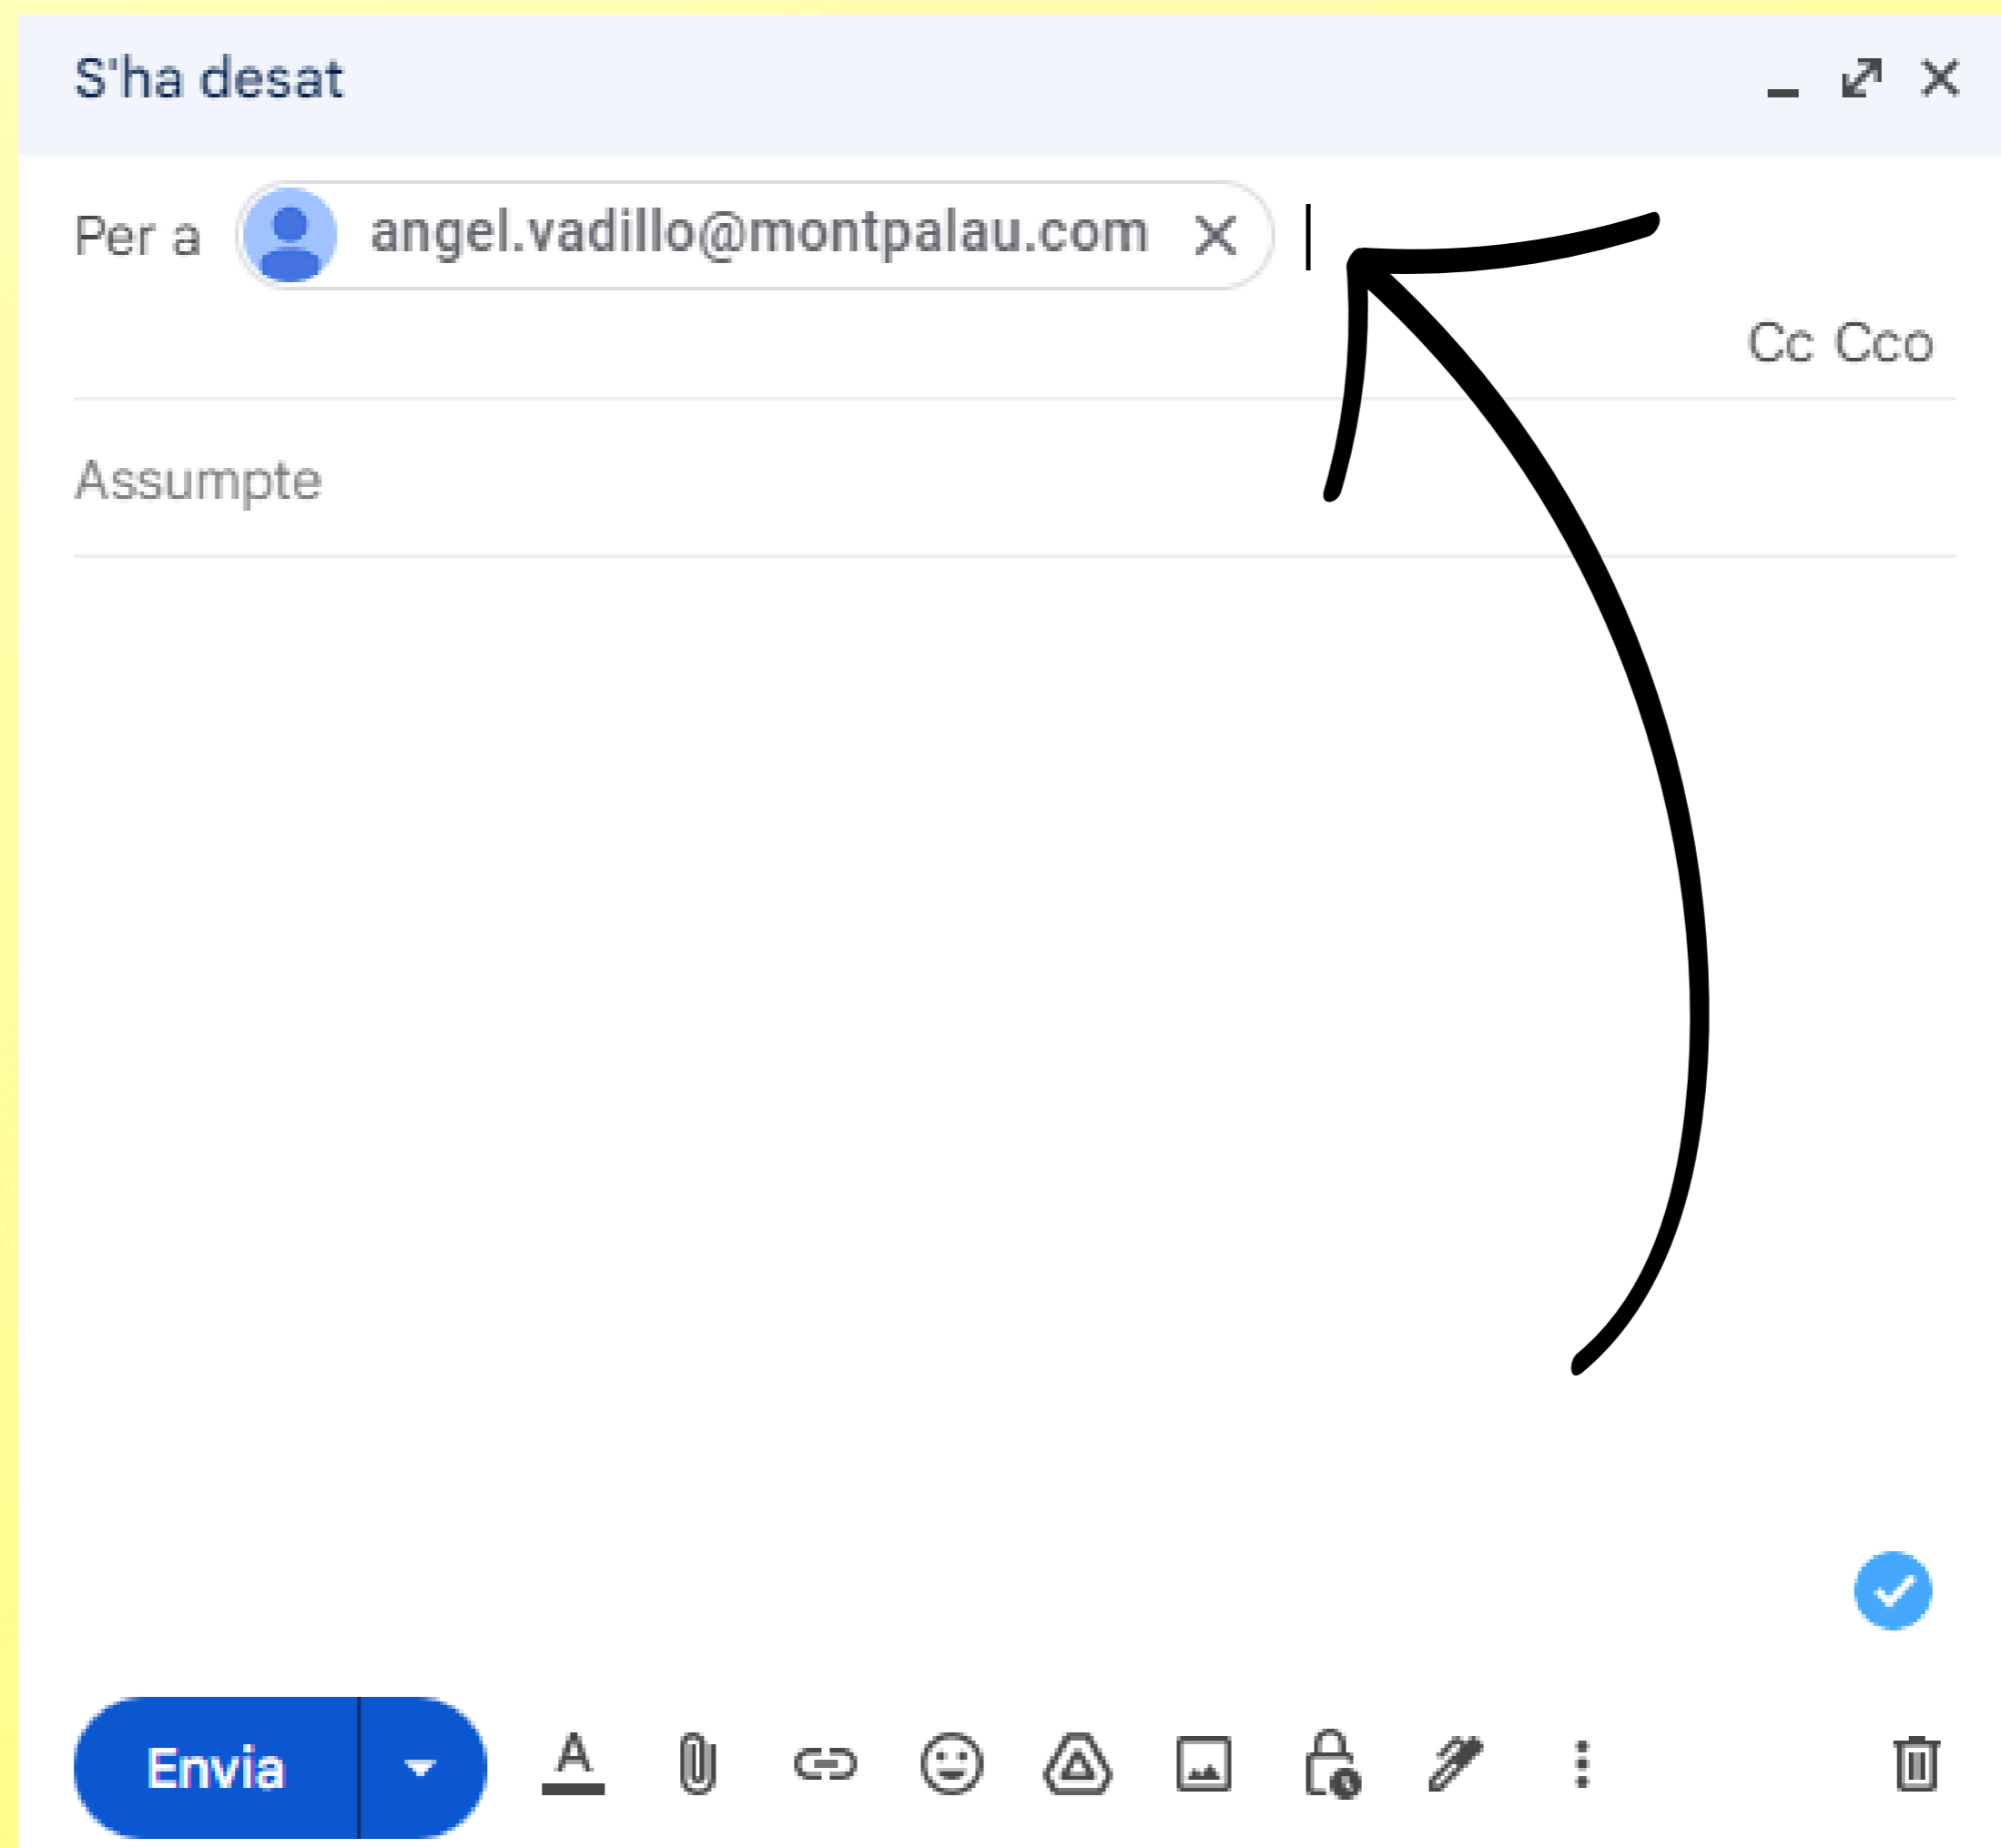 S'ha desat
Per a angel.vadillo@montpalau.com
Cc Cco
Assumpte
Envia